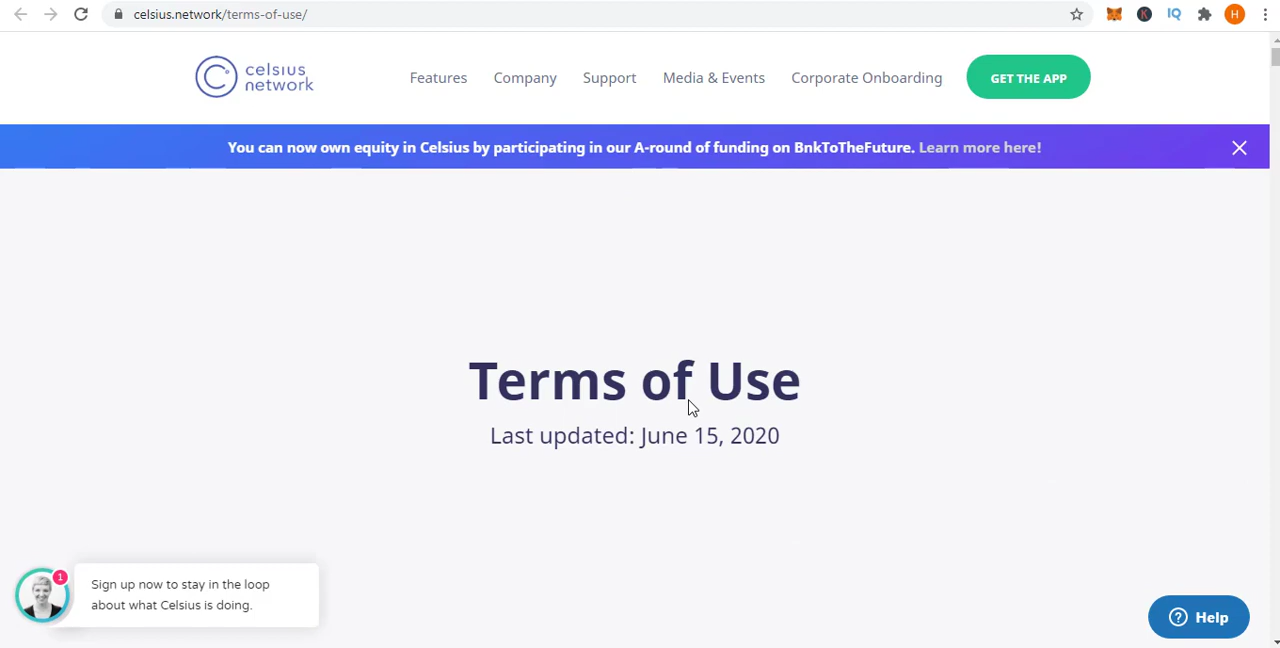 celsius.network/terms-of-use/
K
IQ
H
celsius
network
Features
Company
Support
Media & Events
Corporate Onboarding
GET THE APP
You can now own equity in Celsius by participating in our A-round of funding on BnkToTheFuture. Learn more here!
Terms of Use
Last updated: June 15, 2020
1
Sign up now to stay in the loop
about what Celsius is doing.
? Help